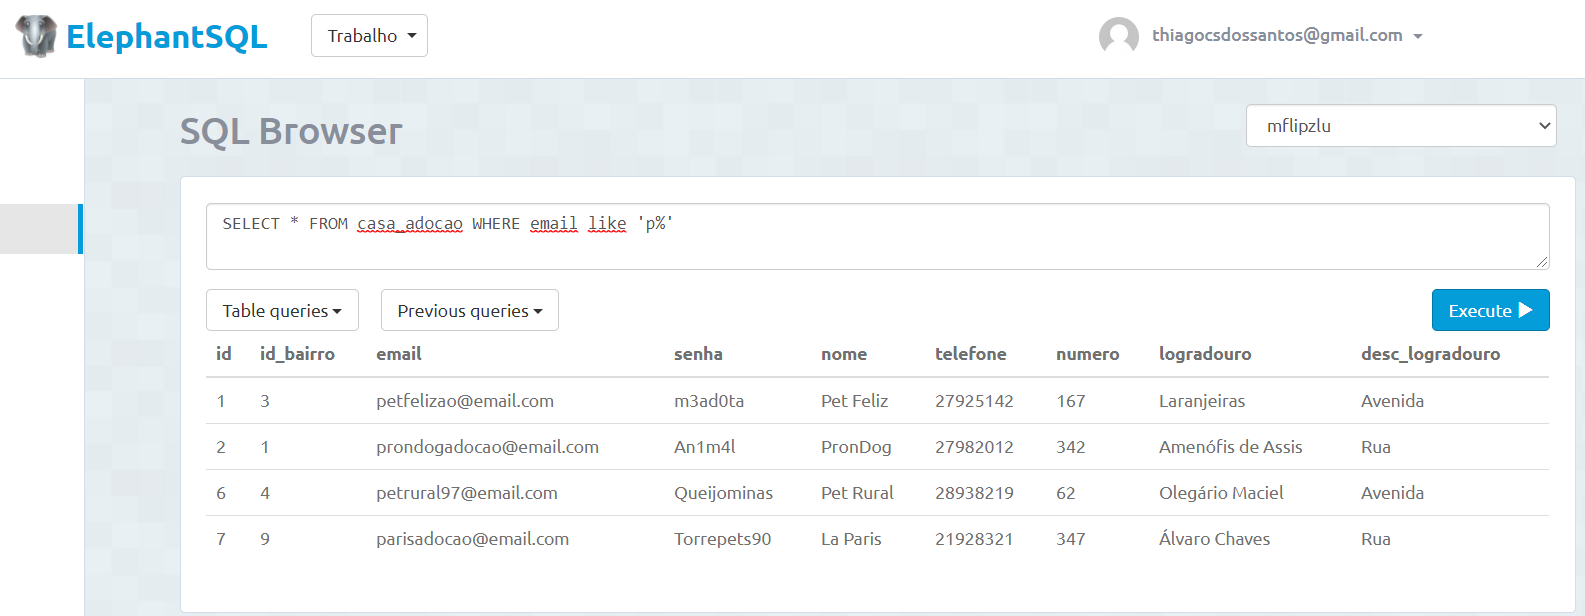 ElephantSQL Trabalho thiagocsdossantos@gmail.com
SQL Browser mflipzlu
SELECT * FROM casa_adocao WHERE email like 'p%'
Table queries Previous queries Execute
id id_bairro email senha nome telefone numero logradouro desc_logradouro
1 3 petfelizao@email.com m3ad0ta Pet Feliz 27925142 167 Laranjeiras Avenida
2 1 prondogadocao@email.com An1m4l PronDog 27982012 342 Amenófis de Assis Rua
6 4 petrural97@email.com Queijominas Pet Rural 28938219 62 Olegário Maciel Avenida
7 9 parisadocao@email.com Torrepets90 La Paris 21928321 347 Álvaro Chaves Rua